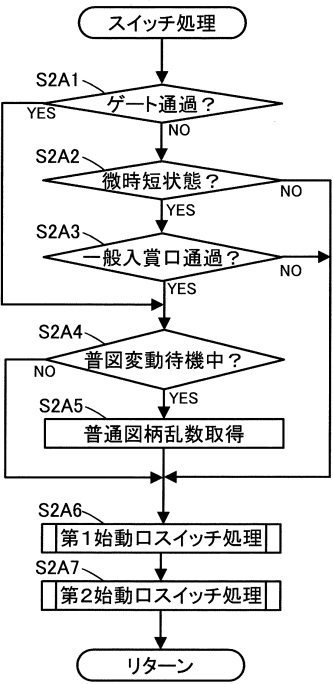 スイッチ処理
S2A1
ゲート通過?
YES
NO
S2A2
微時短状態?
NO
YES
S2A3
一般入賞口通過?
NO
YES
S2A4
普図変動待機中?
NO
YES
S2A5
普通図柄乱数取得
S2A6
第1始動口スイッチ処理
S2A7
第2始動口スイッチ処理
リターン